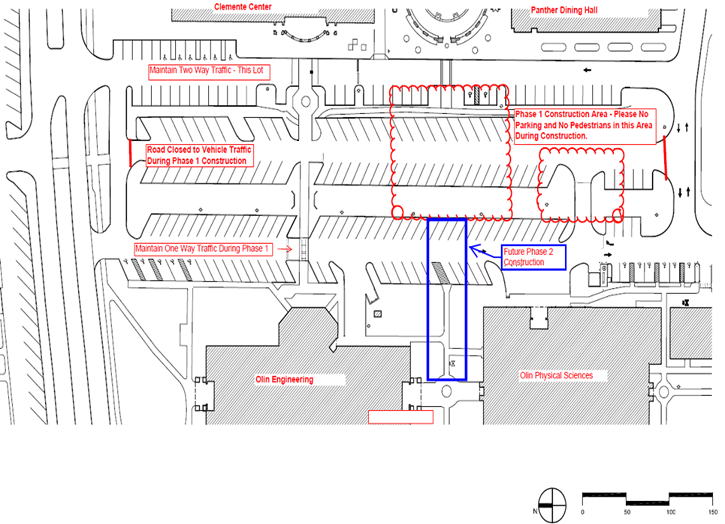 Clemente Center
Panther Dining Hall
Maintain Two Way Traffic - This Lot
Phase 1 Construction Area - Please No
Parking and No Pedestrians in this Area
During Construction.
Road Closed to Vehicle Traffic
During Phase 1 Construction
Maintain One Way Traffic During Phase 1
Future Phase 2
Construction
Olin Engineering
Olin Physical Sciences
N
0 50 100 150